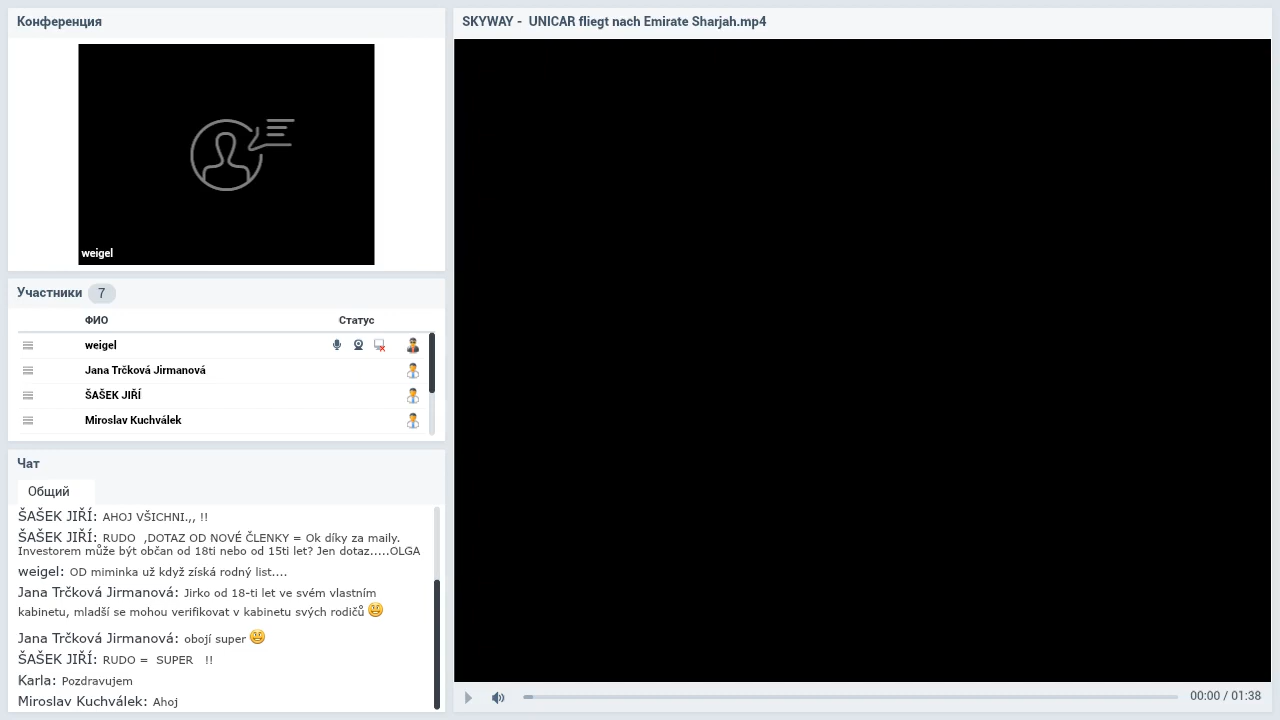 Конференция
weigel
Участники 7
ФИО Статус
weigel
Jana Trčková Jirmanová
ŠAŠEK JIŘÍ
Miroslav Kuchválek
Чат
Общий
ŠAŠEK JIŘÍ: AHOJ VŠICHNI.,, !!
ŠAŠEK JIŘÍ: RUDO ,DOTAZ OD NOVÉ ČLENKY = Ok díky za maily.
Investorem může být občan od 18ti nebo od 15ti let? Jen dotaz.....OLGA
weigel: OD miminka už když získá rodný list....
Jana Trčková Jirmanová: Jirko od 18-ti let ve svém vlastním
kabinetu, mladší se mohou verifikovat v kabinetu svých rodičů
Jana Trčková Jirmanová: obojí super
ŠAŠEK JIŘÍ: RUDO = SUPER !!
Karla: Pozdravujem
Miroslav Kuchválek: Ahoj
SKYWAY - UNICAR fliegt nach Emirate Sharjah.mp4
00:00 / 01:38